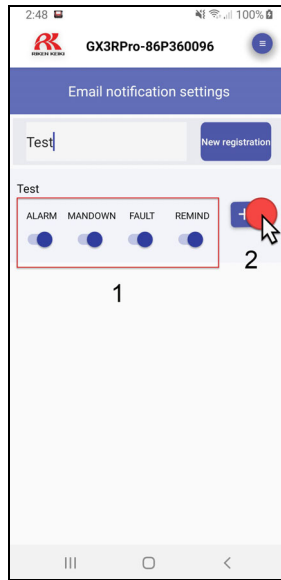 2:48 100%
RIKEN KEIKI GX3RPro-86P360096
Email notification settings
Test New registration
Test
ALARM MANDOWN FAULT REMIND
+
1 2